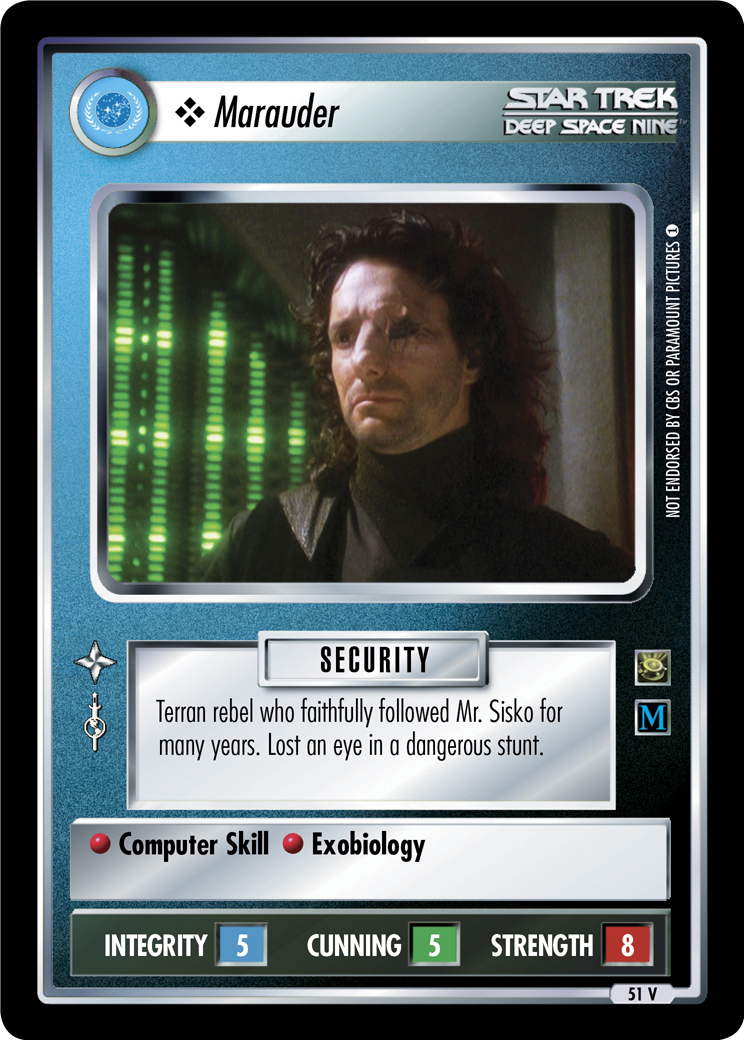 ❖ Marauder
STAR TREK
DEEP SPACE NINE™
NOT ENDORSED BY CBS OR PARAMOUNT PICTURES 1
SECURITY
Terran rebel who faithfully followed Mr. Sisko for
many years. Lost an eye in a dangerous stunt.
M
Computer Skill Exobiology
INTEGRITY 5 CUNNING 5 STRENGTH 8
51 V